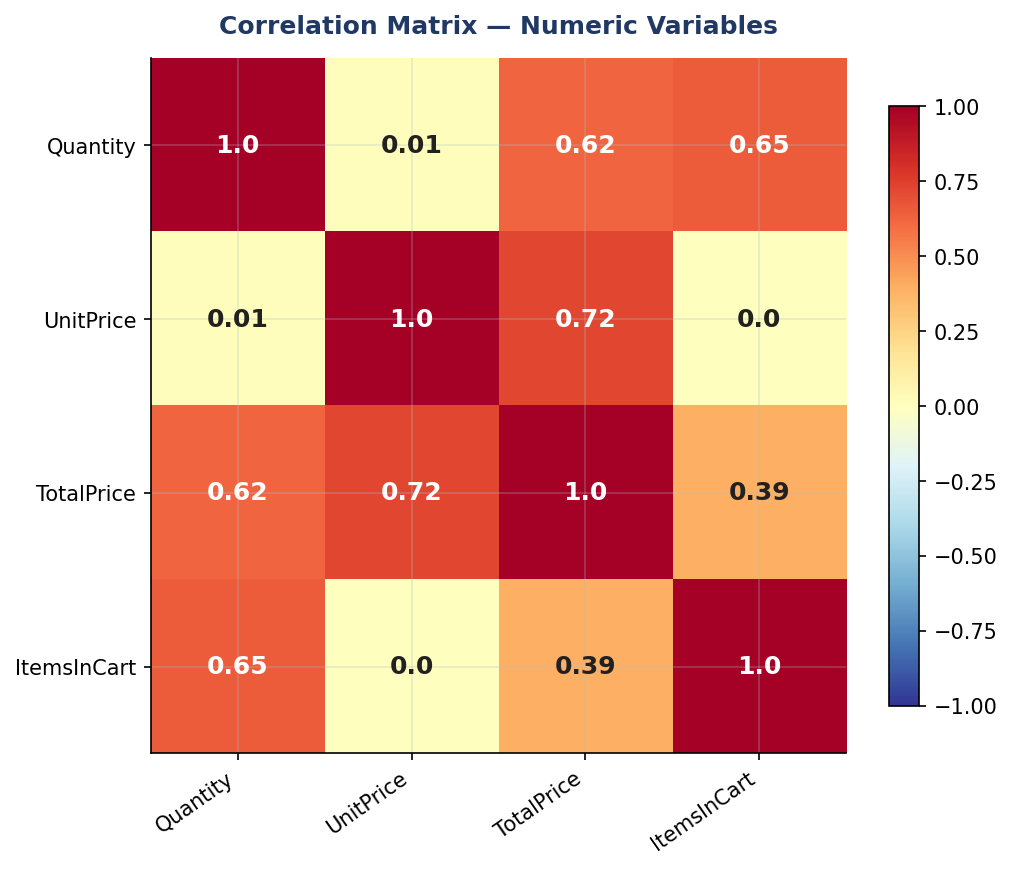 Correlation Matrix — Numeric Variables
Quantity 1.0 0.01 0.62 0.65
UnitPrice 0.01 1.0 0.72 0.0
TotalPrice 0.62 0.72 1.0 0.39
ItemsInCart 0.65 0.0 0.39 1.0
Quantity UnitPrice TotalPrice ItemsInCart
1.00
0.75
0.50
0.25
0.00
−0.25
−0.50
−0.75
−1.00